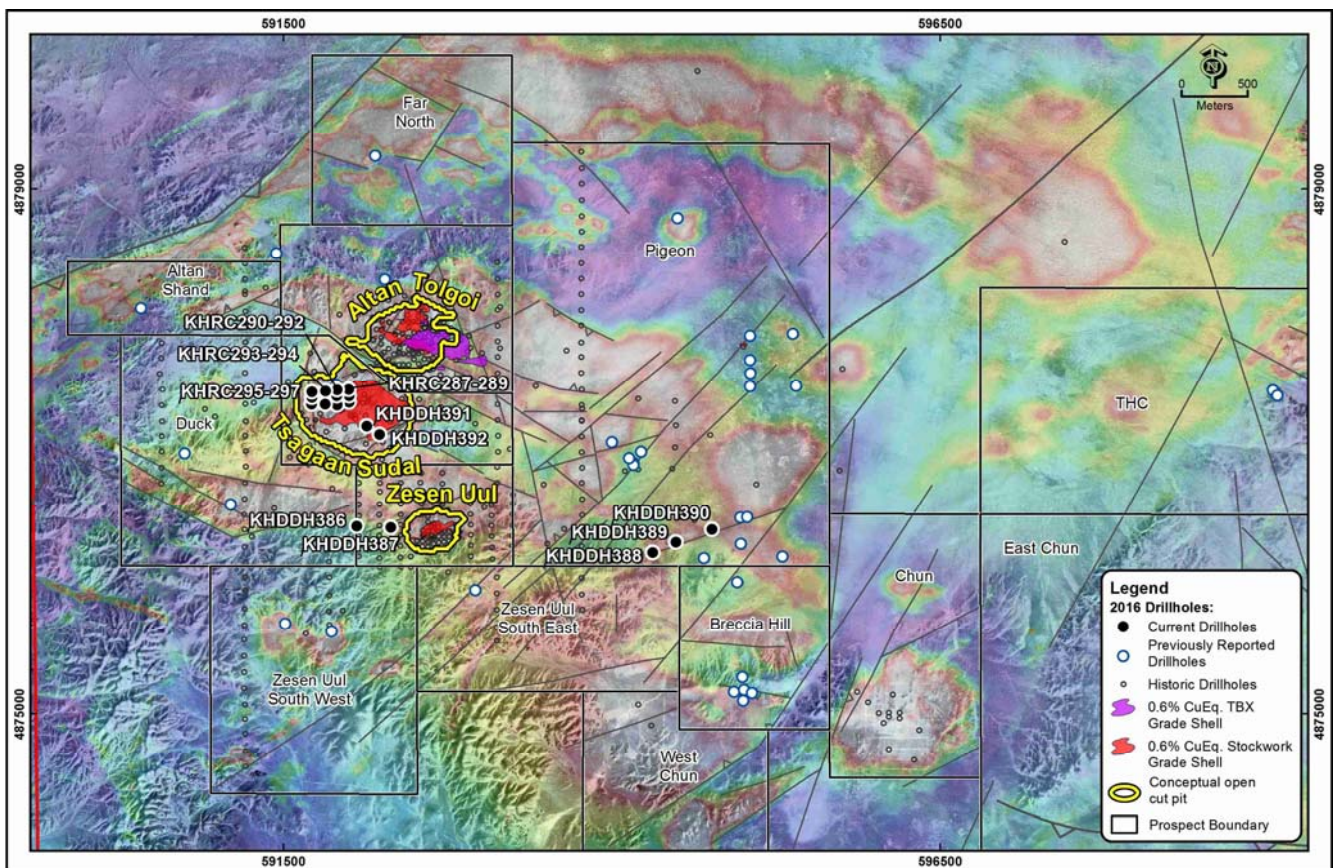 591500
596500
N
0
500
Meters
Far
North
4879000
4879000
Pigeon
Altan
Shand
Altan Tolgoi
KHRC290-292
KHRC293-294
KHRC295-297
KHRC287-289
THC
Duck
KHDDH391
KHDDH392
Tsagaan Sudal
Zesen Uul
KHDDH386
KHDDH387
KHDDH390
KHDDH389
KHDDH388
East Chun
Chun
Zesen Uul
South East
Breccia Hill
Zesen Uul
South West
West
Chun
4875000
4875000
Legend
2016 Drillholes:
Current Drillholes
Previously Reported
Drillholes
Historic Drillholes
0.6% CuEq. TBX
Grade Shell
0.6% CuEq. Stockwork
Grade Shell
Conceptual open
cut pit
Prospect Boundary
591500
596500